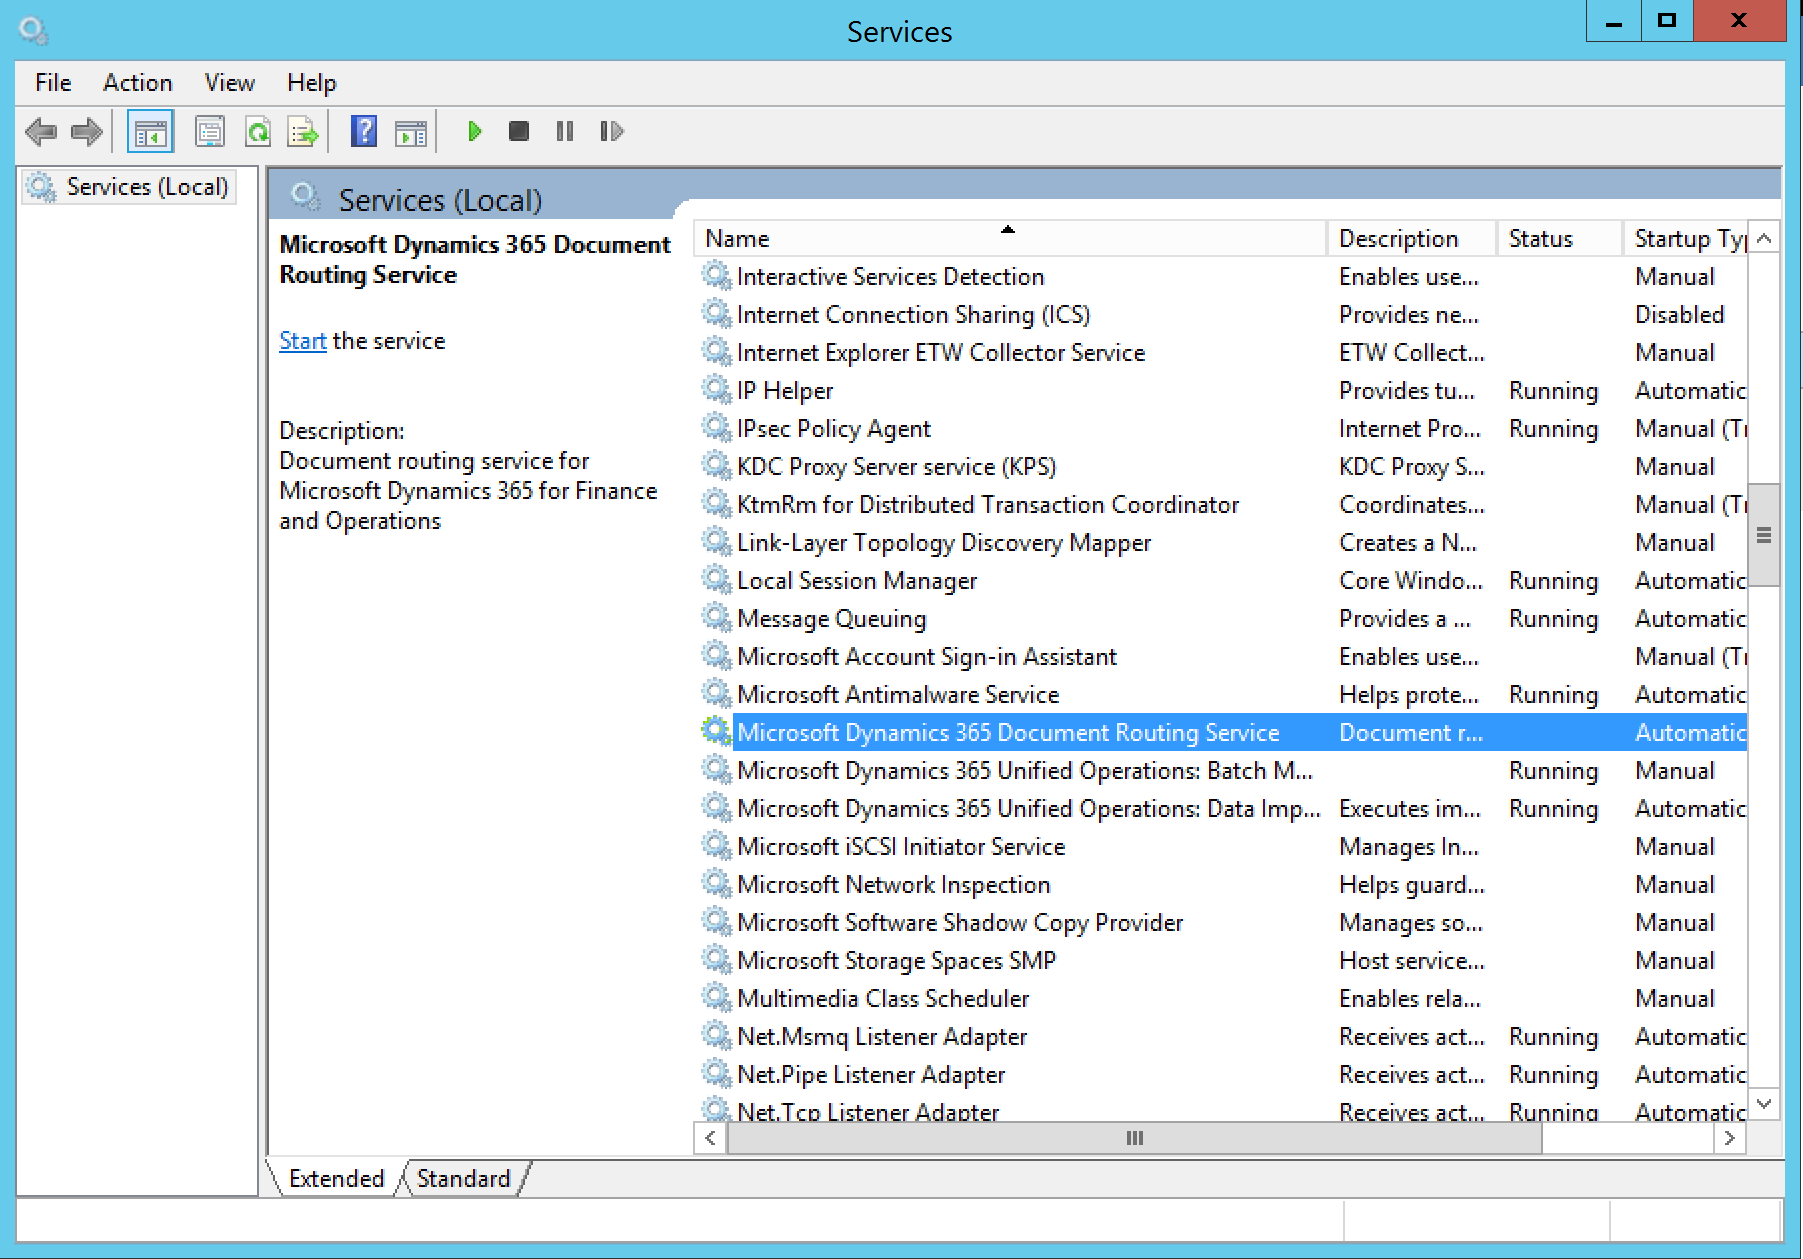 Services
File Action View Help
Services (Local)
Services (Local)
Microsoft Dynamics 365 Document
Routing Service
Start the service
Description:
Document routing service for
Microsoft Dynamics 365 for Finance
and Operations
Name Description Status Startup Typ
Interactive Services Detection Enables use... Manual
Internet Connection Sharing (ICS) Provides ne... Disabled
Internet Explorer ETW Collector Service ETW Collect... Manual
IP Helper Provides tu... Running Automatic
IPsec Policy Agent Internet Pro... Running Manual (Tr
KDC Proxy Server service (KPS) KDC Proxy S... Manual
KtmRm for Distributed Transaction Coordinator Coordinates... Manual (Tr
Link-Layer Topology Discovery Mapper Creates a N... Manual
Local Session Manager Core Windo... Running Automatic
Message Queuing Provides a ... Running Automatic
Microsoft Account Sign-in Assistant Enables use... Manual (Tr
Microsoft Antimalware Service Helps prote... Running Automatic
Microsoft Dynamics 365 Document Routing Service Document r... Automatic
Microsoft Dynamics 365 Unified Operations: Batch M... Running Manual
Microsoft Dynamics 365 Unified Operations: Data Imp... Executes im... Running Automatic
Microsoft iSCSI Initiator Service Manages In... Manual
Microsoft Network Inspection Helps guard... Manual
Microsoft Software Shadow Copy Provider Manages so... Manual
Microsoft Storage Spaces SMP Host service... Manual
Multimedia Class Scheduler Enables rela... Manual
Net.Msmq Listener Adapter Receives act... Running Automatic
Net.Pipe Listener Adapter Receives act... Running Automatic
Net.Tcp Listener Adapter Receives act... Running Automatic
Extended Standard